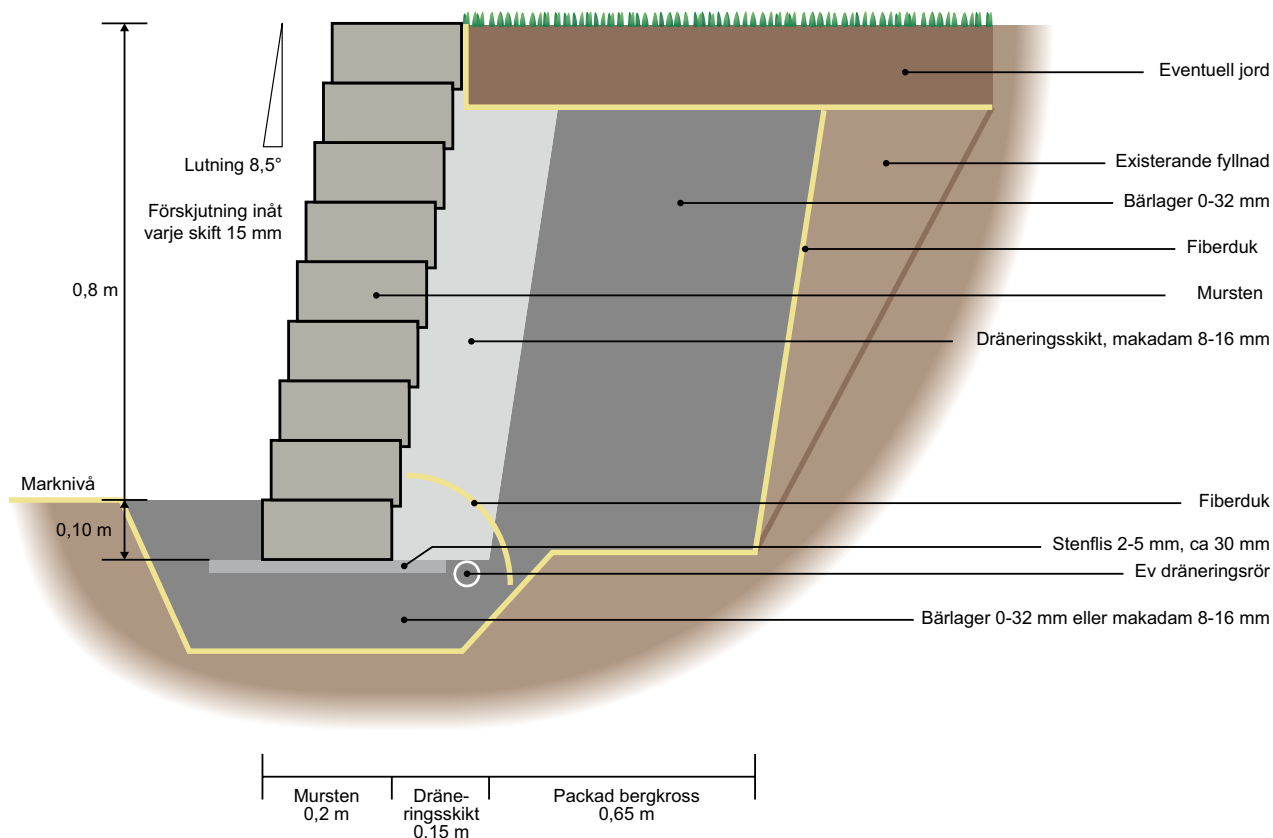 Eventuell jord
Lutning 8,5°
Existerande fyllnad
Förskjutning inåt
varje skift 15 mm
Bärlager 0-32 mm
Fiberduk
0,8 m
Mursten
Dräneringsskikt, makadam 8-16 mm
Marknivå
Fiberduk
0,10 m
Stenflis 2-5 mm, ca 30 mm
Ev dräneringsrör
Bärlager 0-32 mm eller makadam 8-16 mm
Mursten
0,2 m
Dräne-
ringsskikt
0,15 m
Packad bergkross
0,65 m